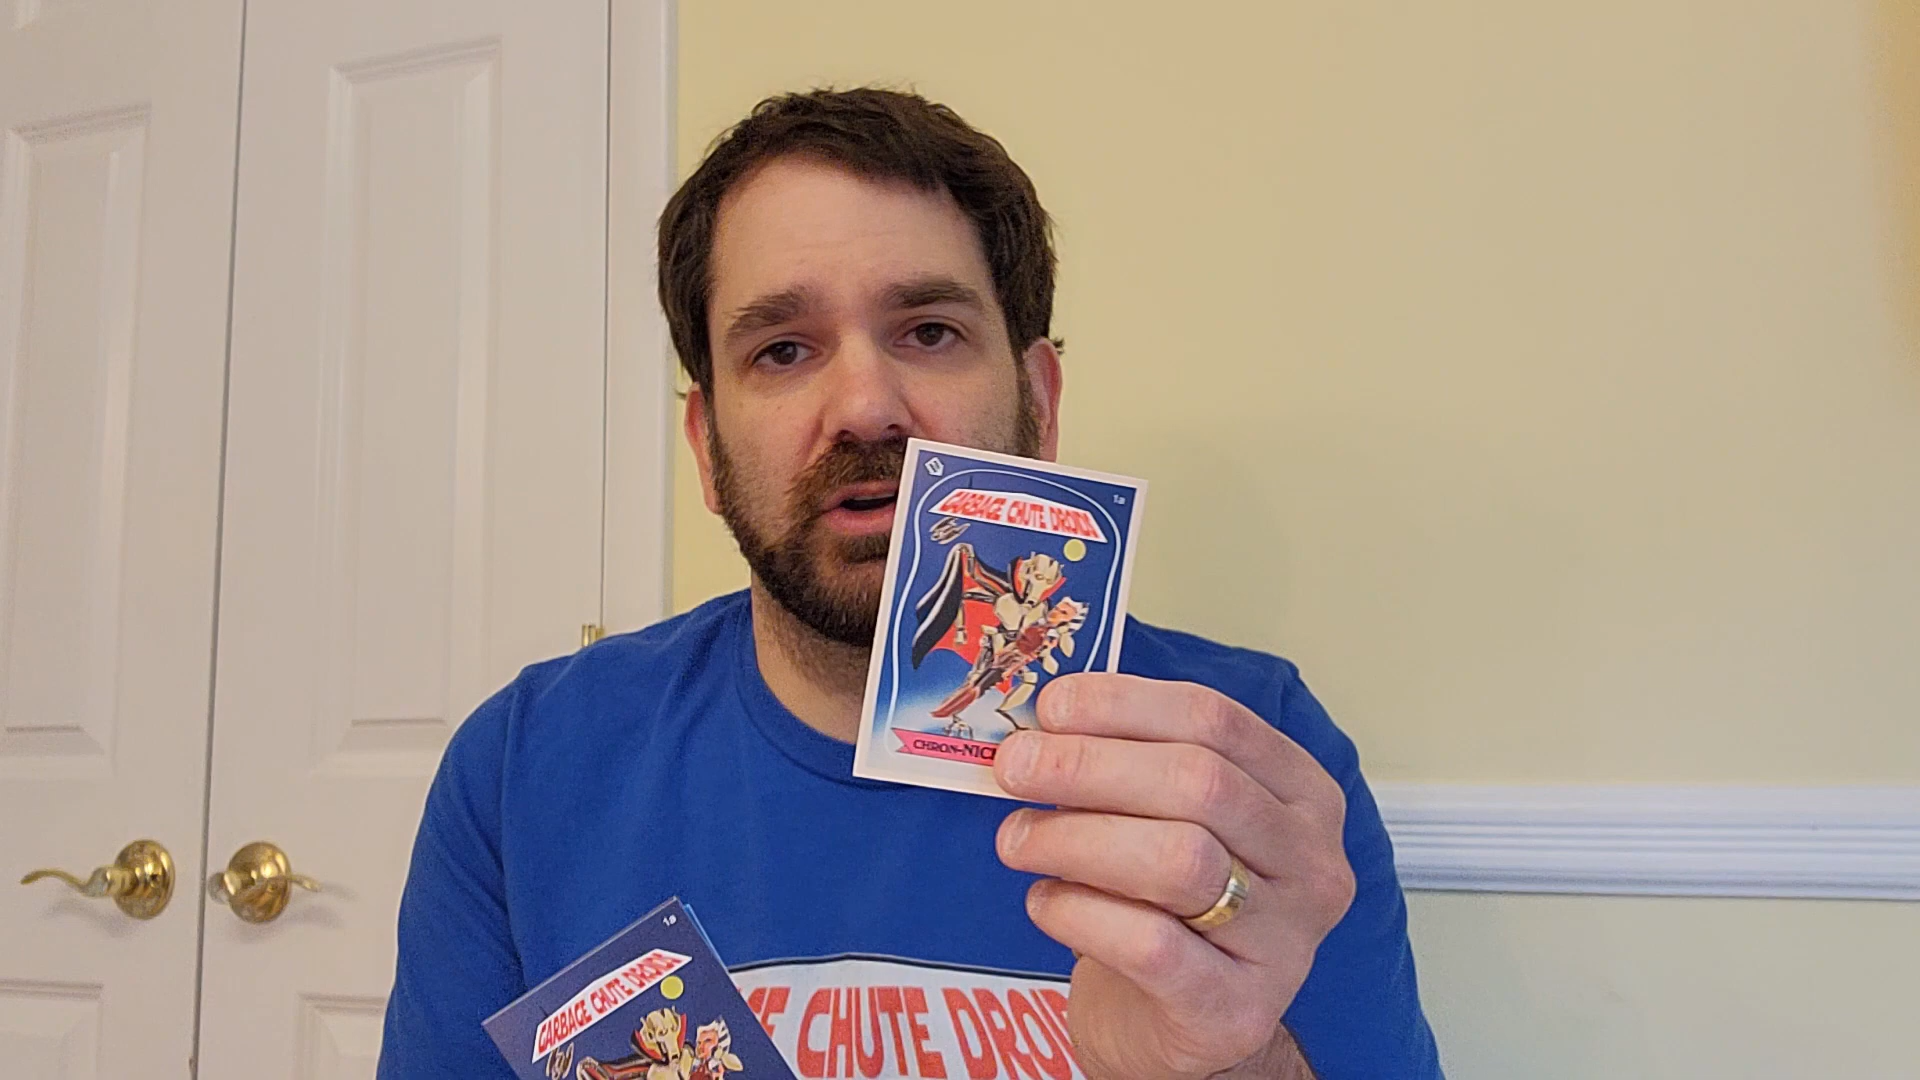 1a
GARBAGE CHUTE DROIDS
CHRON-NIC
1a
GARBAGE CHUTE DROIDS
CHUTE DROI